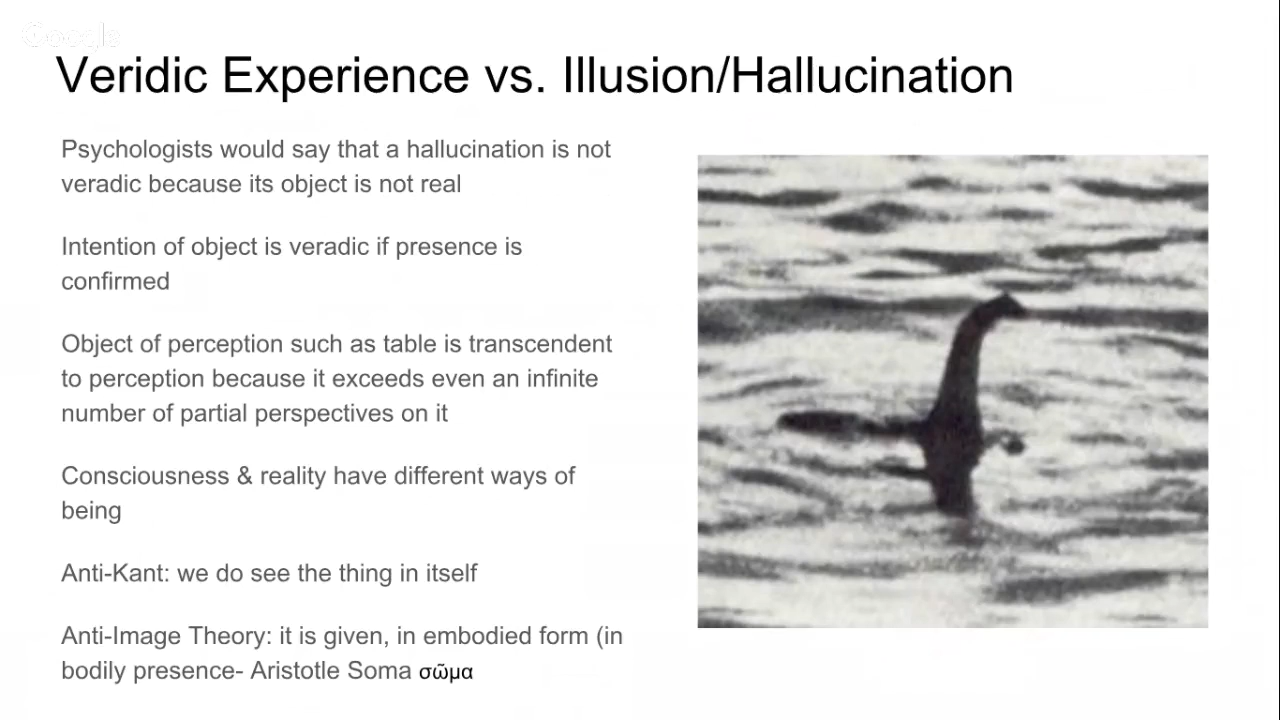 Google
Veridic Experience vs. Illusion/Hallucination
Psychologists would say that a hallucination is not
veradic because its object is not real
Intention of object is veradic if presence is
confirmed
Object of perception such as table is transcendent
to perception because it exceeds even an infinite
number of partial perspectives on it
Consciousness & reality have different ways of
being
Anti-Kant: we do see the thing in itself
Anti-Image Theory: it is given, in embodied form (in
bodily presence- Aristotle Soma σῶμα